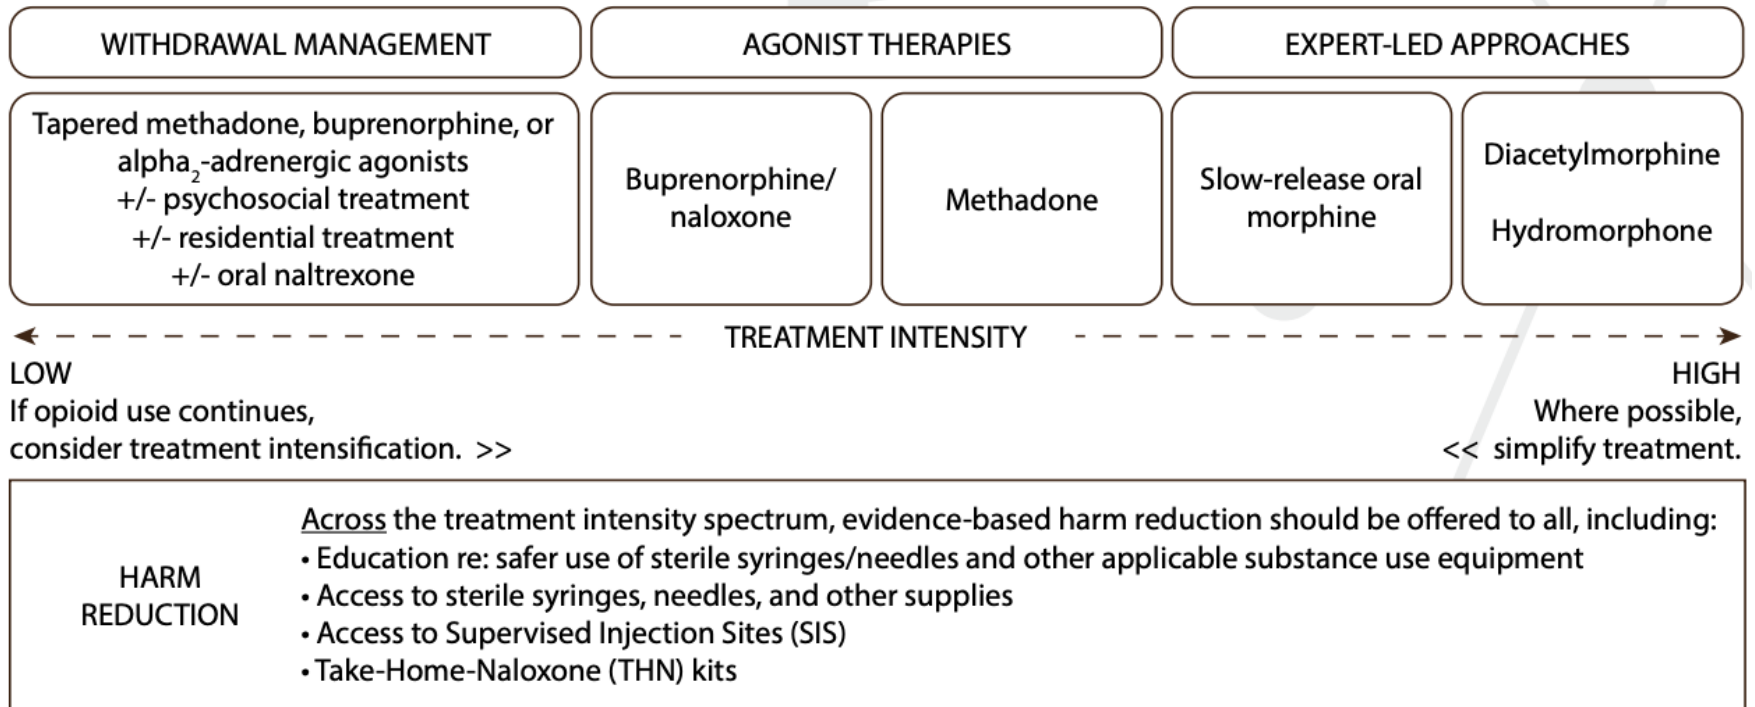 WITHDRAWAL MANAGEMENT
AGONIST THERAPIES
EXPERT-LED APPROACHES
Tapered methadone, buprenorphine, or
alpha₂-adrenergic agonists
+/- psychosocial treatment
+/- residential treatment
+/- oral naltrexone
Buprenorphine/
naloxone
Methadone
Slow-release oral
morphine
Diacetylmorphine
Hydromorphone
TREATMENT INTENSITY
LOW
If opioid use continues,
consider treatment intensification. >>
HIGH
Where possible,
<< simplify treatment.
HARM
REDUCTION
Across the treatment intensity spectrum, evidence-based harm reduction should be offered to all, including:
• Education re: safer use of sterile syringes/needles and other applicable substance use equipment
• Access to sterile syringes, needles, and other supplies
• Access to Supervised Injection Sites (SIS)
• Take-Home-Naloxone (THN) kits